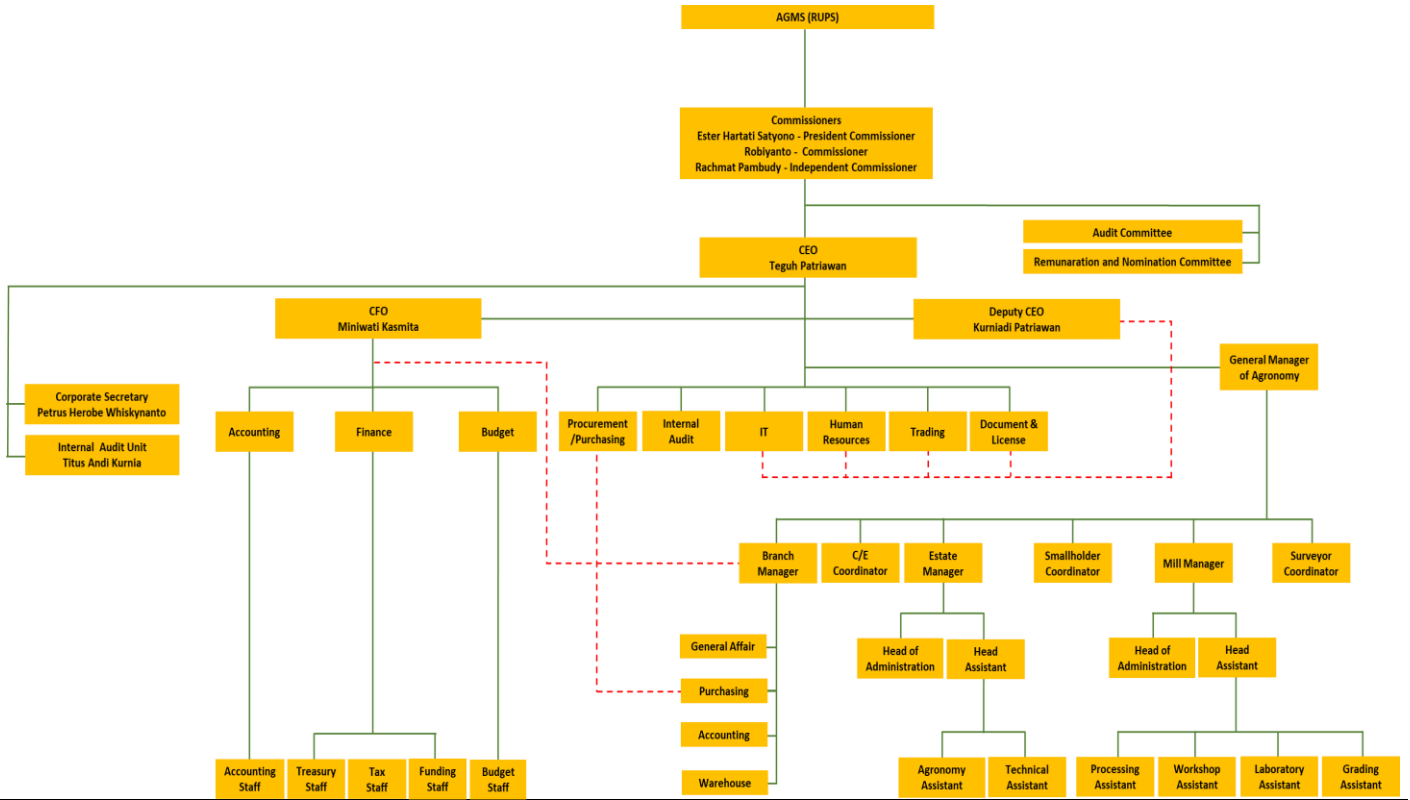 AGMS (RUPS)
Commissioners
Ester Hartati Satyono - President Commissioner
Robiyanto - Commissioner
Rachmat Pambudy - Independent Commissioner
Audit Committee
Remunaration and Nomination Committee
CEO
Teguh Patriawan
CFO
Miniwati Kasmita
Deputy CEO
Kurniadi Patriawan
General Manager
of Agronomy
Corporate Secretary
Petrus Herobe Whiskynanto
Internal Audit Unit
Titus Andi Kurnia
Accounting
Finance
Budget
Procurement
/Purchasing
Internal
Audit
IT
Human
Resources
Trading
Document &
License
Branch
Manager
C/E
Coordinator
Estate
Manager
Smallholder
Coordinator
Mill Manager
Surveyor
Coordinator
General Affair
Purchasing
Accounting
Warehouse
Head of
Administration
Head
Assistant
Head of
Administration
Head
Assistant
Accounting
Staff
Treasury
Staff
Tax
Staff
Funding
Staff
Budget
Staff
Agronomy
Assistant
Technical
Assistant
Processing
Assistant
Workshop
Assistant
Laboratory
Assistant
Grading
Assistant